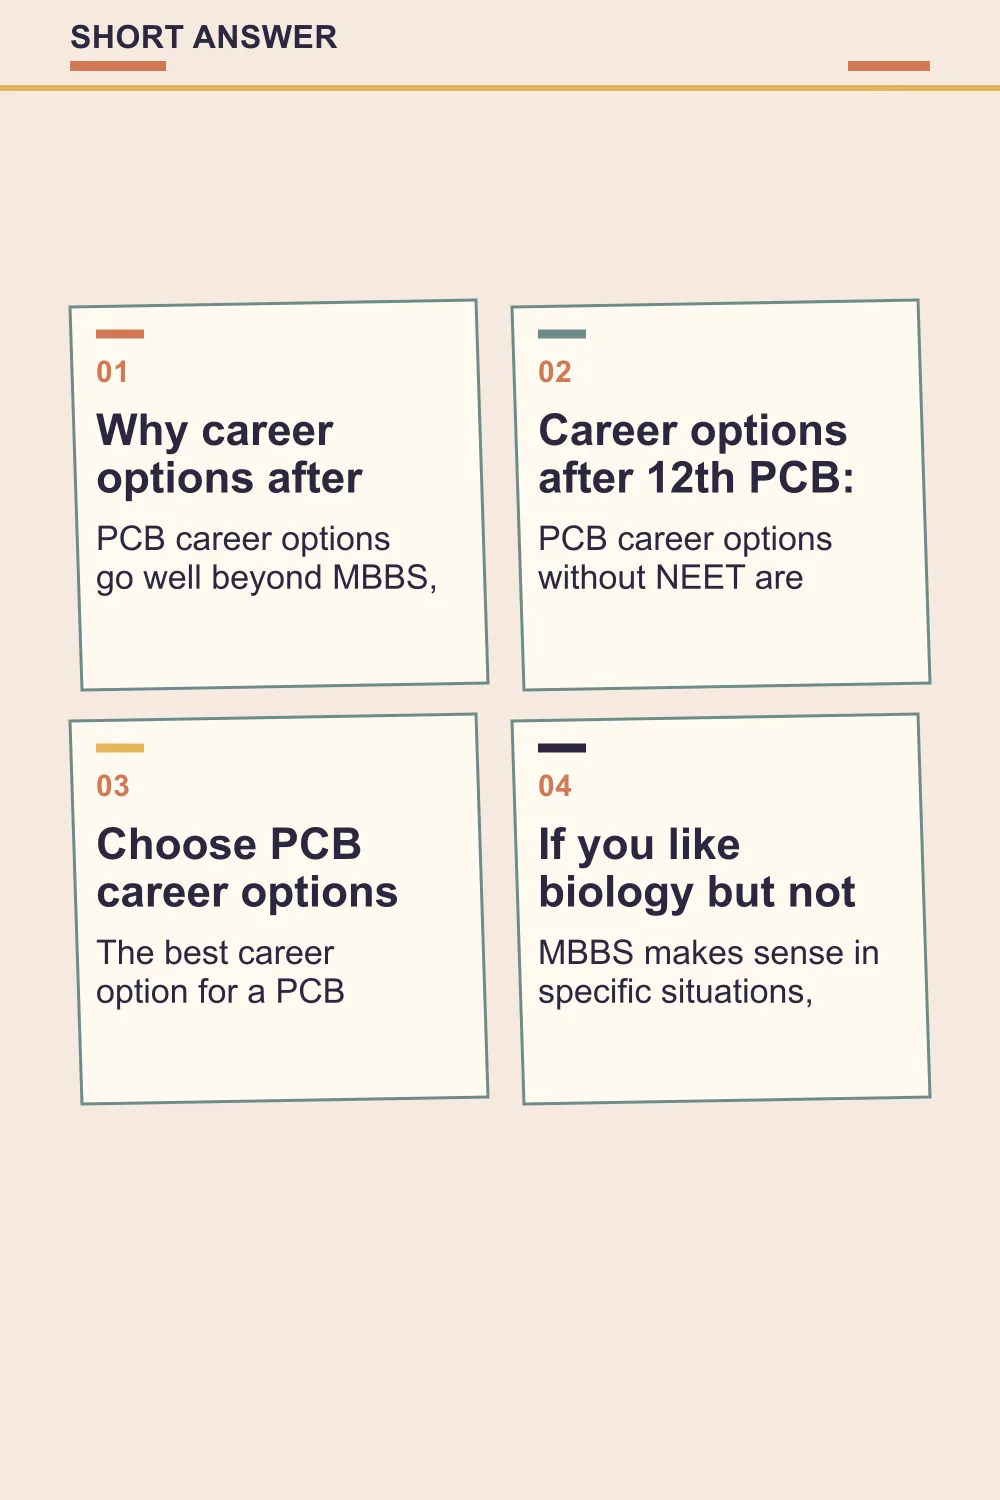 SHORT ANSWER
01
Why career
options after
PCB career options
go well beyond MBBS,
02
Career options
after 12th PCB:
PCB career options
without NEET are
03
Choose PCB
career options
The best career
option for a PCB
04
If you like
biology but not
MBBS makes sense in
specific situations,